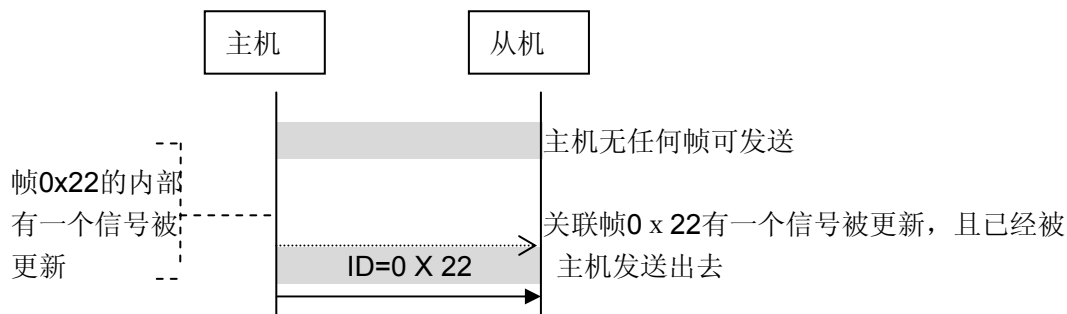 主机
从机
主机无任何帧可发送
帧0x22的内部
有一个信号被
更新
关联帧0 x 22有一个信号被更新，且已经被
主机发送出去
ID=0 X 22